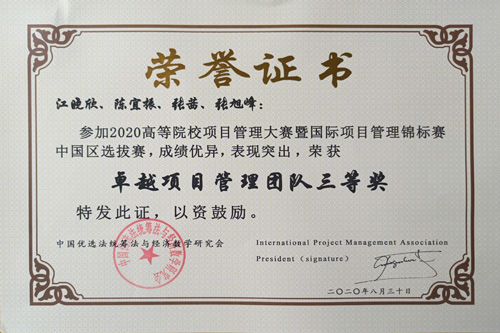 荣誉证书
江晓欣、陈宜振、张茜、张旭峰：
参加2020高等院校项目管理大赛暨国际项目管理锦标赛
中国区选拔赛，成绩优异，表现突出，荣获
卓越项目管理团队三等奖
特发此证，以资鼓励。
中国优选法统筹法与经济数学研究会
International Project Management Association
President (signature)
二〇二〇年八月三十日